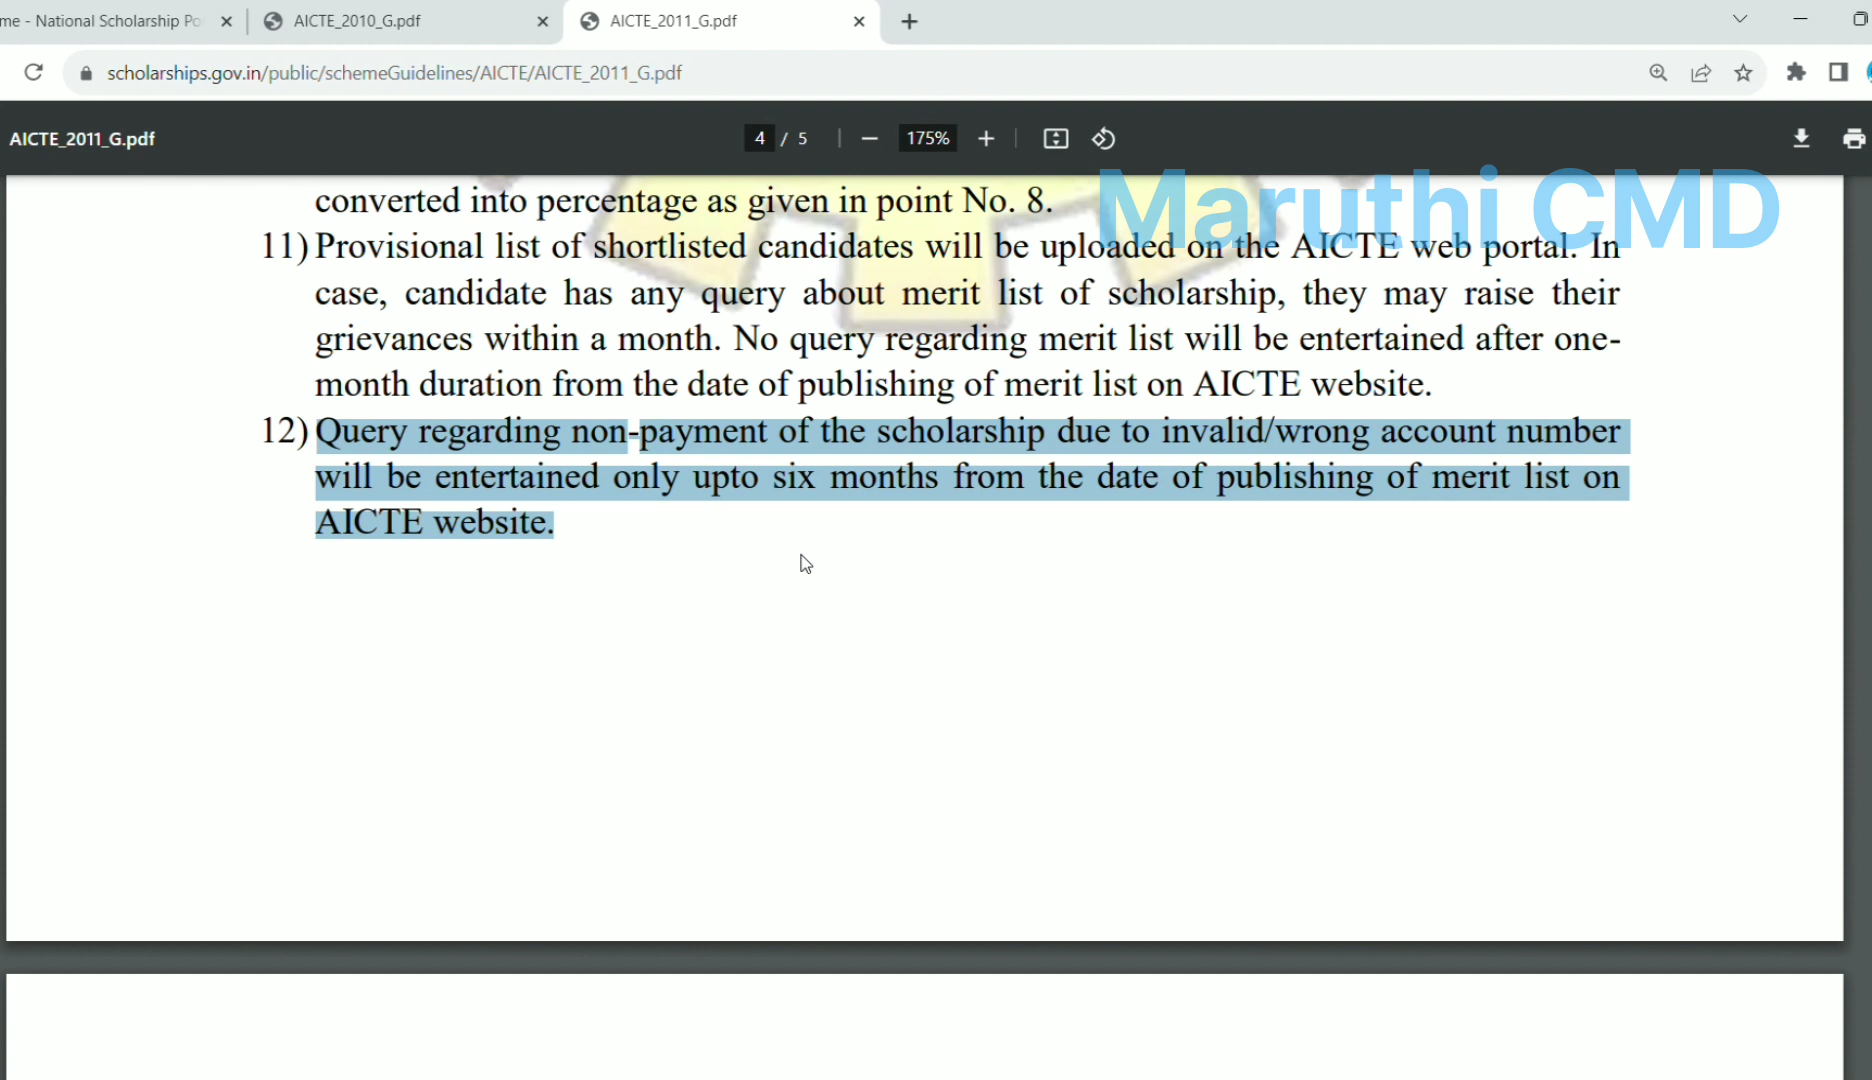 me - National Scholarship Po
AICTE_2010_G.pdf
AICTE_2011_G.pdf
scholarships.gov.in/public/schemeGuidelines/AICTE/AICTE_2011_G.pdf
AICTE_2011_G.pdf
4 / 5
175%
Maruthi CMD
converted into percentage as given in point No. 8.
11) Provisional list of shortlisted candidates will be uploaded on the AICTE web portal. In
case, candidate has any query about merit list of scholarship, they may raise their
grievances within a month. No query regarding merit list will be entertained after one-
month duration from the date of publishing of merit list on AICTE website.
12) Query regarding non-payment of the scholarship due to invalid/wrong account number
will be entertained only upto six months from the date of publishing of merit list on
AICTE website.